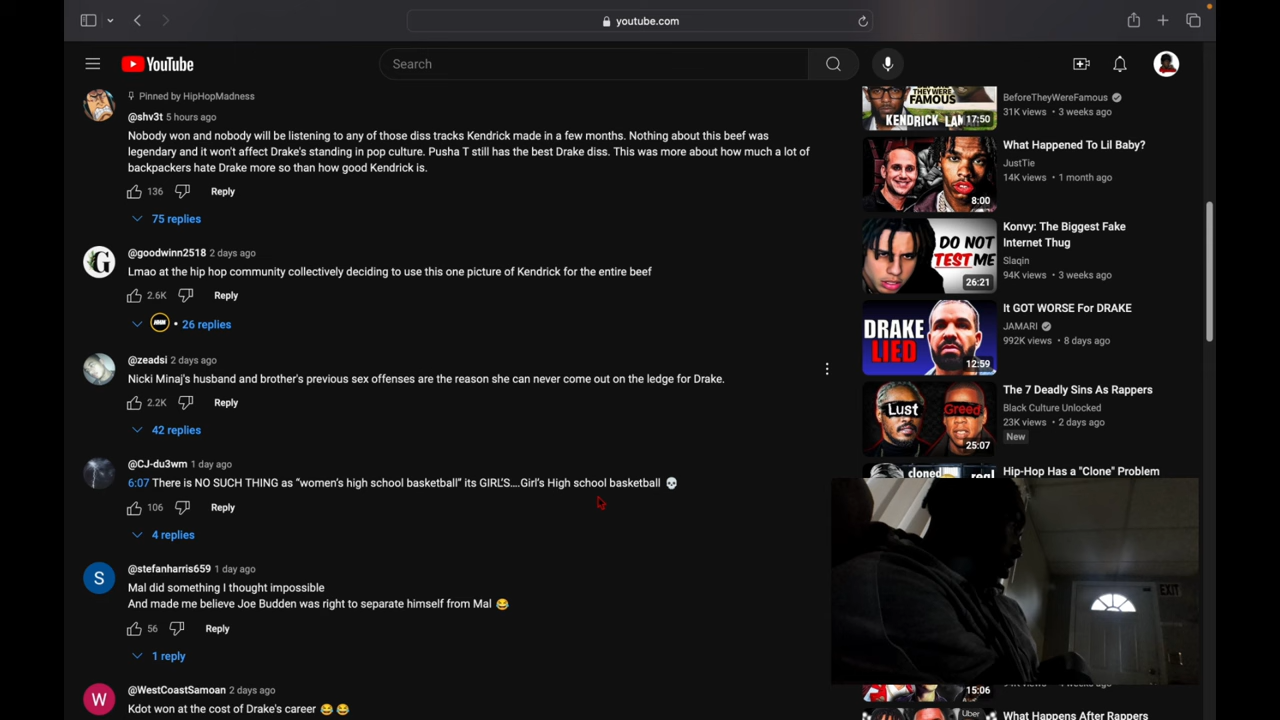 youtube.com
YouTube
Search
Pinned by HipHopMadness
@shv3t 5 hours ago
Nobody won and nobody will be listening to any of those diss tracks Kendrick made in a few months. Nothing about this beef was
legendary and it won't affect Drake's standing in pop culture. Pusha T still has the best Drake diss. This was more about how much a lot of
backpackers hate Drake more so than how good Kendrick is.
136 Reply
75 replies
G
@goodwinn2518 2 days ago
Lmao at the hip hop community collectively deciding to use this one picture of Kendrick for the entire beef
2.6K Reply
• 26 replies
@zeadsi 2 days ago
Nicki Minaj's husband and brother's previous sex offenses are the reason she can never come out on the ledge for Drake.
2.2K Reply
42 replies
@CJ-du3wm 1 day ago
6:07 There is NO SUCH THING as “women's high school basketball” its GIRL'S....Girl's High school basketball 💀
106 Reply
4 replies
S
@stefanharris659 1 day ago
Mal did something I thought impossible
And made me believe Joe Budden was right to separate himself from Mal 😂
56 Reply
1 reply
W
@WestCoastSamoan 2 days ago
Kdot won at the cost of Drake's career 😂 😂
THEY WERE
FAMOUS
KENDRICK LAM
17:50
BeforeTheyWereFamous
31K views • 3 weeks ago
What Happened To Lil Baby?
JustTie
14K views • 1 month ago
8:00
Konvy: The Biggest Fake
Internet Thug
Slaqin
94K views • 3 weeks ago
DO NOT
TEST ME
26:21
It GOT WORSE For DRAKE
JAMARI
992K views • 8 days ago
DRAKE
LIED
12:59
The 7 Deadly Sins As Rappers
Black Culture Unlocked
23K views • 2 days ago
New
Lust
Greed
25:07
Hip-Hop Has a "Clone" Problem
cloned
real
EXIT
15:06
Uber
What Happens After Rappers